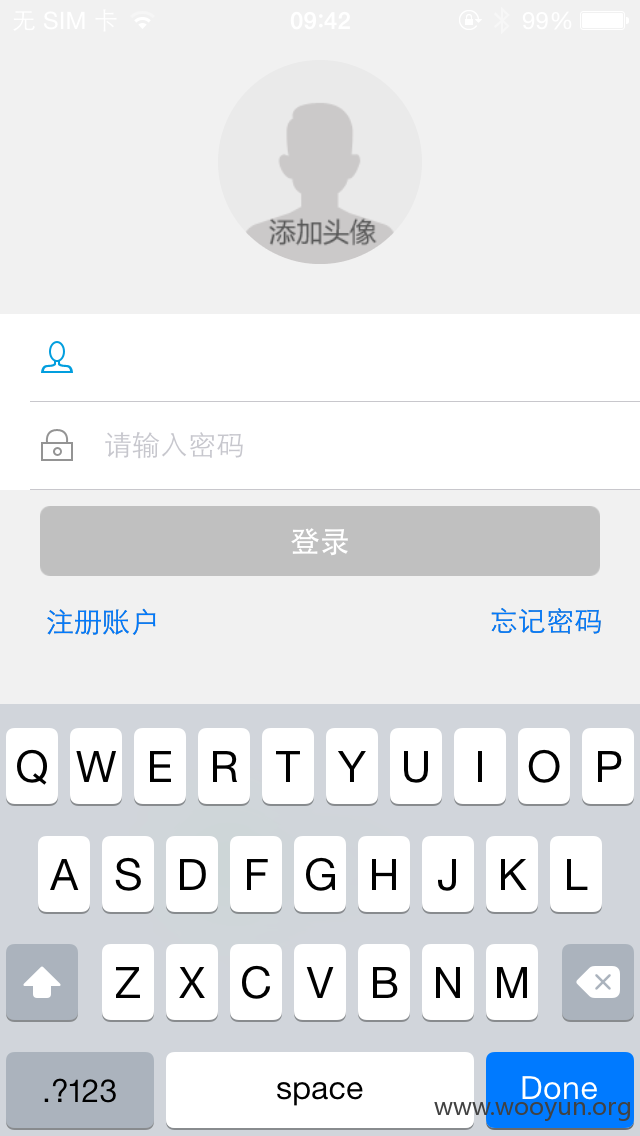 无 SIM 卡 09:42 99%
添加头像
请输入密码
登录
注册账户 忘记密码
Q W E R T Y U I O P
A S D F G H J K L
Z X C V B N M
.?123 space Done
www.wooyun.org